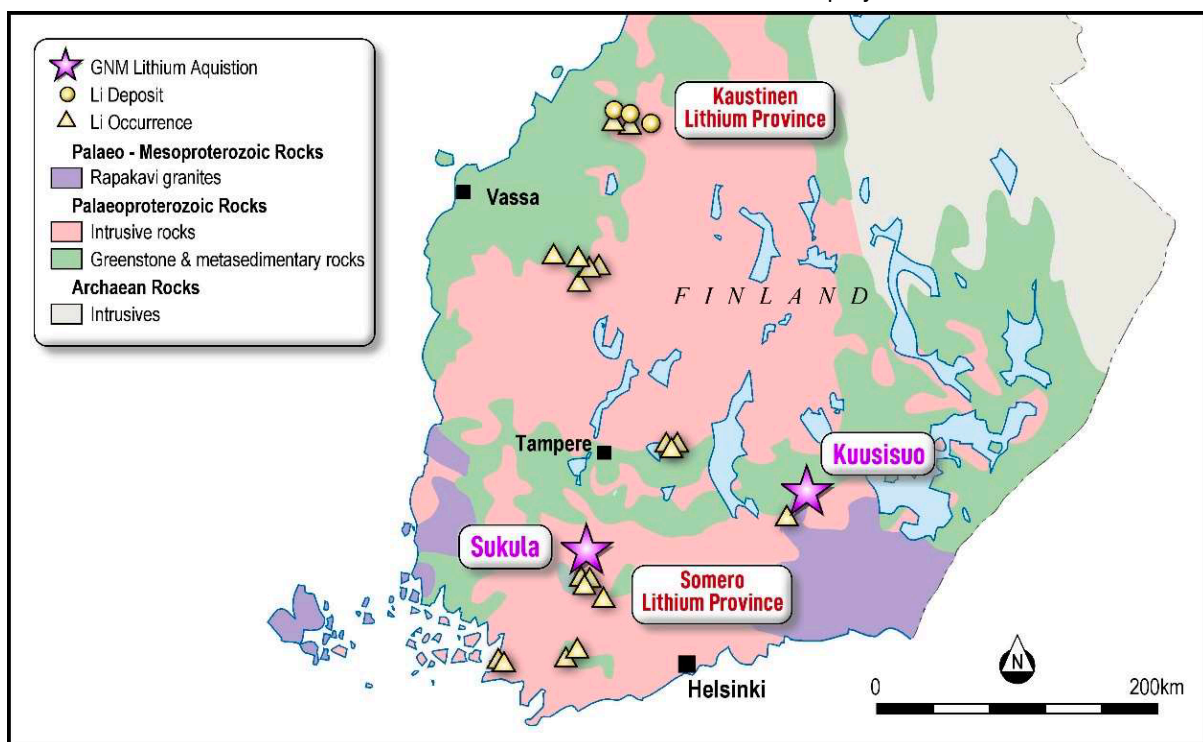 GNM Lithium Aquistion
Li Deposit
Li Occurrence
Palaeo - Mesoproterozoic Rocks
Rapakavi granites
Palaeoproterozoic Rocks
Intrusive rocks
Greenstone & metasedimentary rocks
Archaean Rocks
Intrusives
Kaustinen
Lithium Province
Vassa
FINLAND
Tampere
Kuusisuo
Sukula
Somero
Lithium Province
Helsinki
N
0
200km